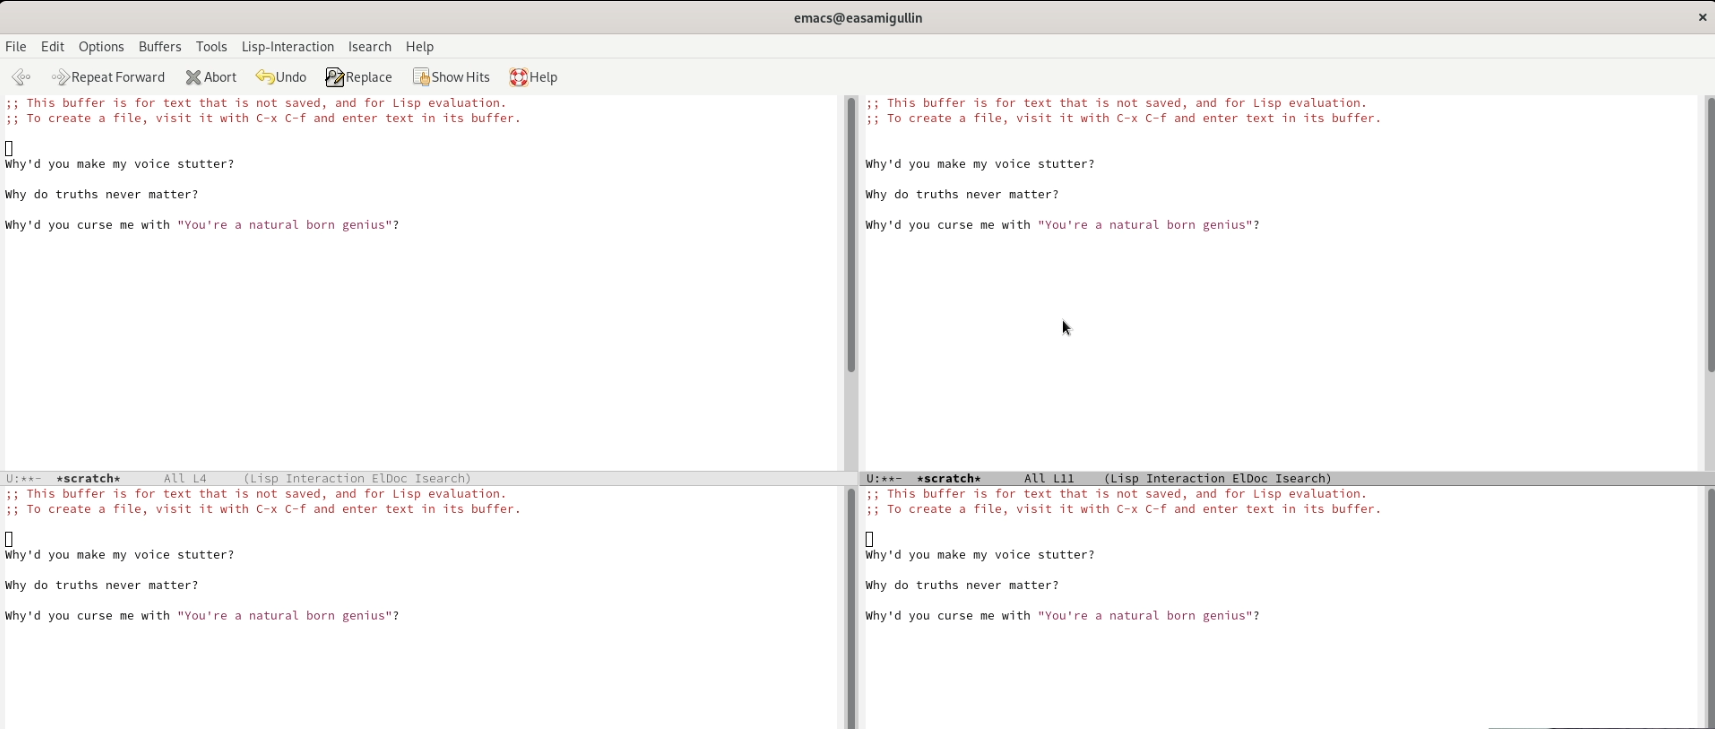 emacs@easamigullin
File Edit Options Buffers Tools Lisp-Interaction Isearch Help
Repeat Forward Abort Undo Replace Show Hits Help
;; This buffer is for text that is not saved, and for Lisp evaluation.
;; To create a file, visit it with C-x C-f and enter text in its buffer.
Why'd you make my voice stutter?
Why do truths never matter?
Why'd you curse me with "You're a natural born genius"?
U:**- *scratch* All L4 (Lisp Interaction ElDoc Isearch)
;; This buffer is for text that is not saved, and for Lisp evaluation.
;; To create a file, visit it with C-x C-f and enter text in its buffer.
Why'd you make my voice stutter?
Why do truths never matter?
Why'd you curse me with "You're a natural born genius"?
U:**- *scratch* All L11 (Lisp Interaction ElDoc Isearch)
;; This buffer is for text that is not saved, and for Lisp evaluation.
;; To create a file, visit it with C-x C-f and enter text in its buffer.
Why'd you make my voice stutter?
Why do truths never matter?
Why'd you curse me with "You're a natural born genius"?
;; This buffer is for text that is not saved, and for Lisp evaluation.
;; To create a file, visit it with C-x C-f and enter text in its buffer.
Why'd you make my voice stutter?
Why do truths never matter?
Why'd you curse me with "You're a natural born genius"?